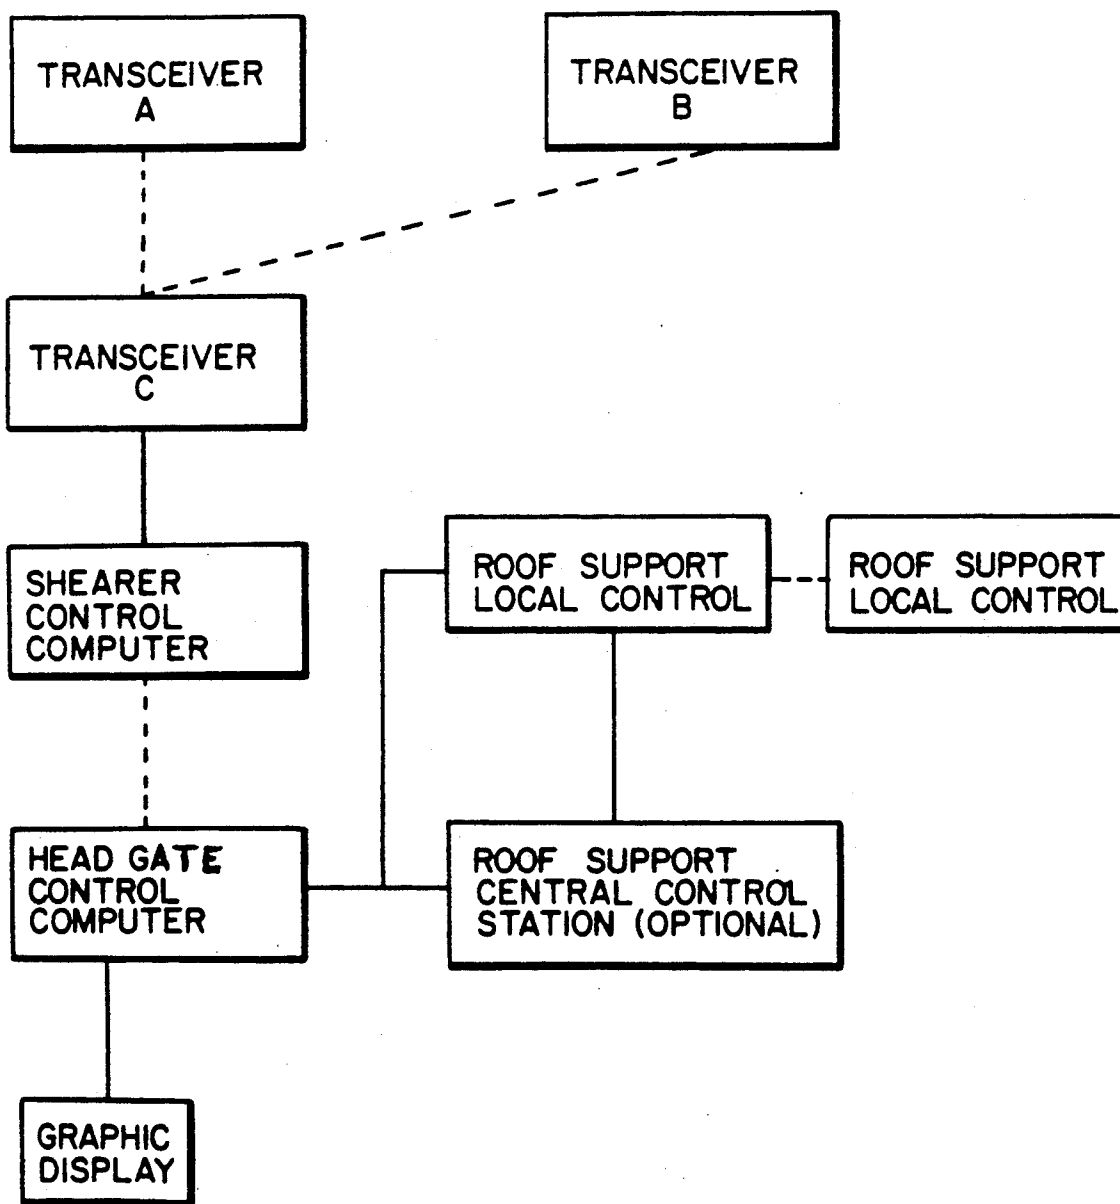 TRANSCEIVER
A
TRANSCEIVER
B
TRANSCEIVER
C
SHEARER
CONTROL
COMPUTER
ROOF SUPPORT
LOCAL CONTROL
ROOF SUPPORT
LOCAL CONTROL
HEAD GATE
CONTROL
COMPUTER
ROOF SUPPORT
CENTRAL CONTROL
STATION (OPTIONAL)
GRAPHIC
DISPLAY